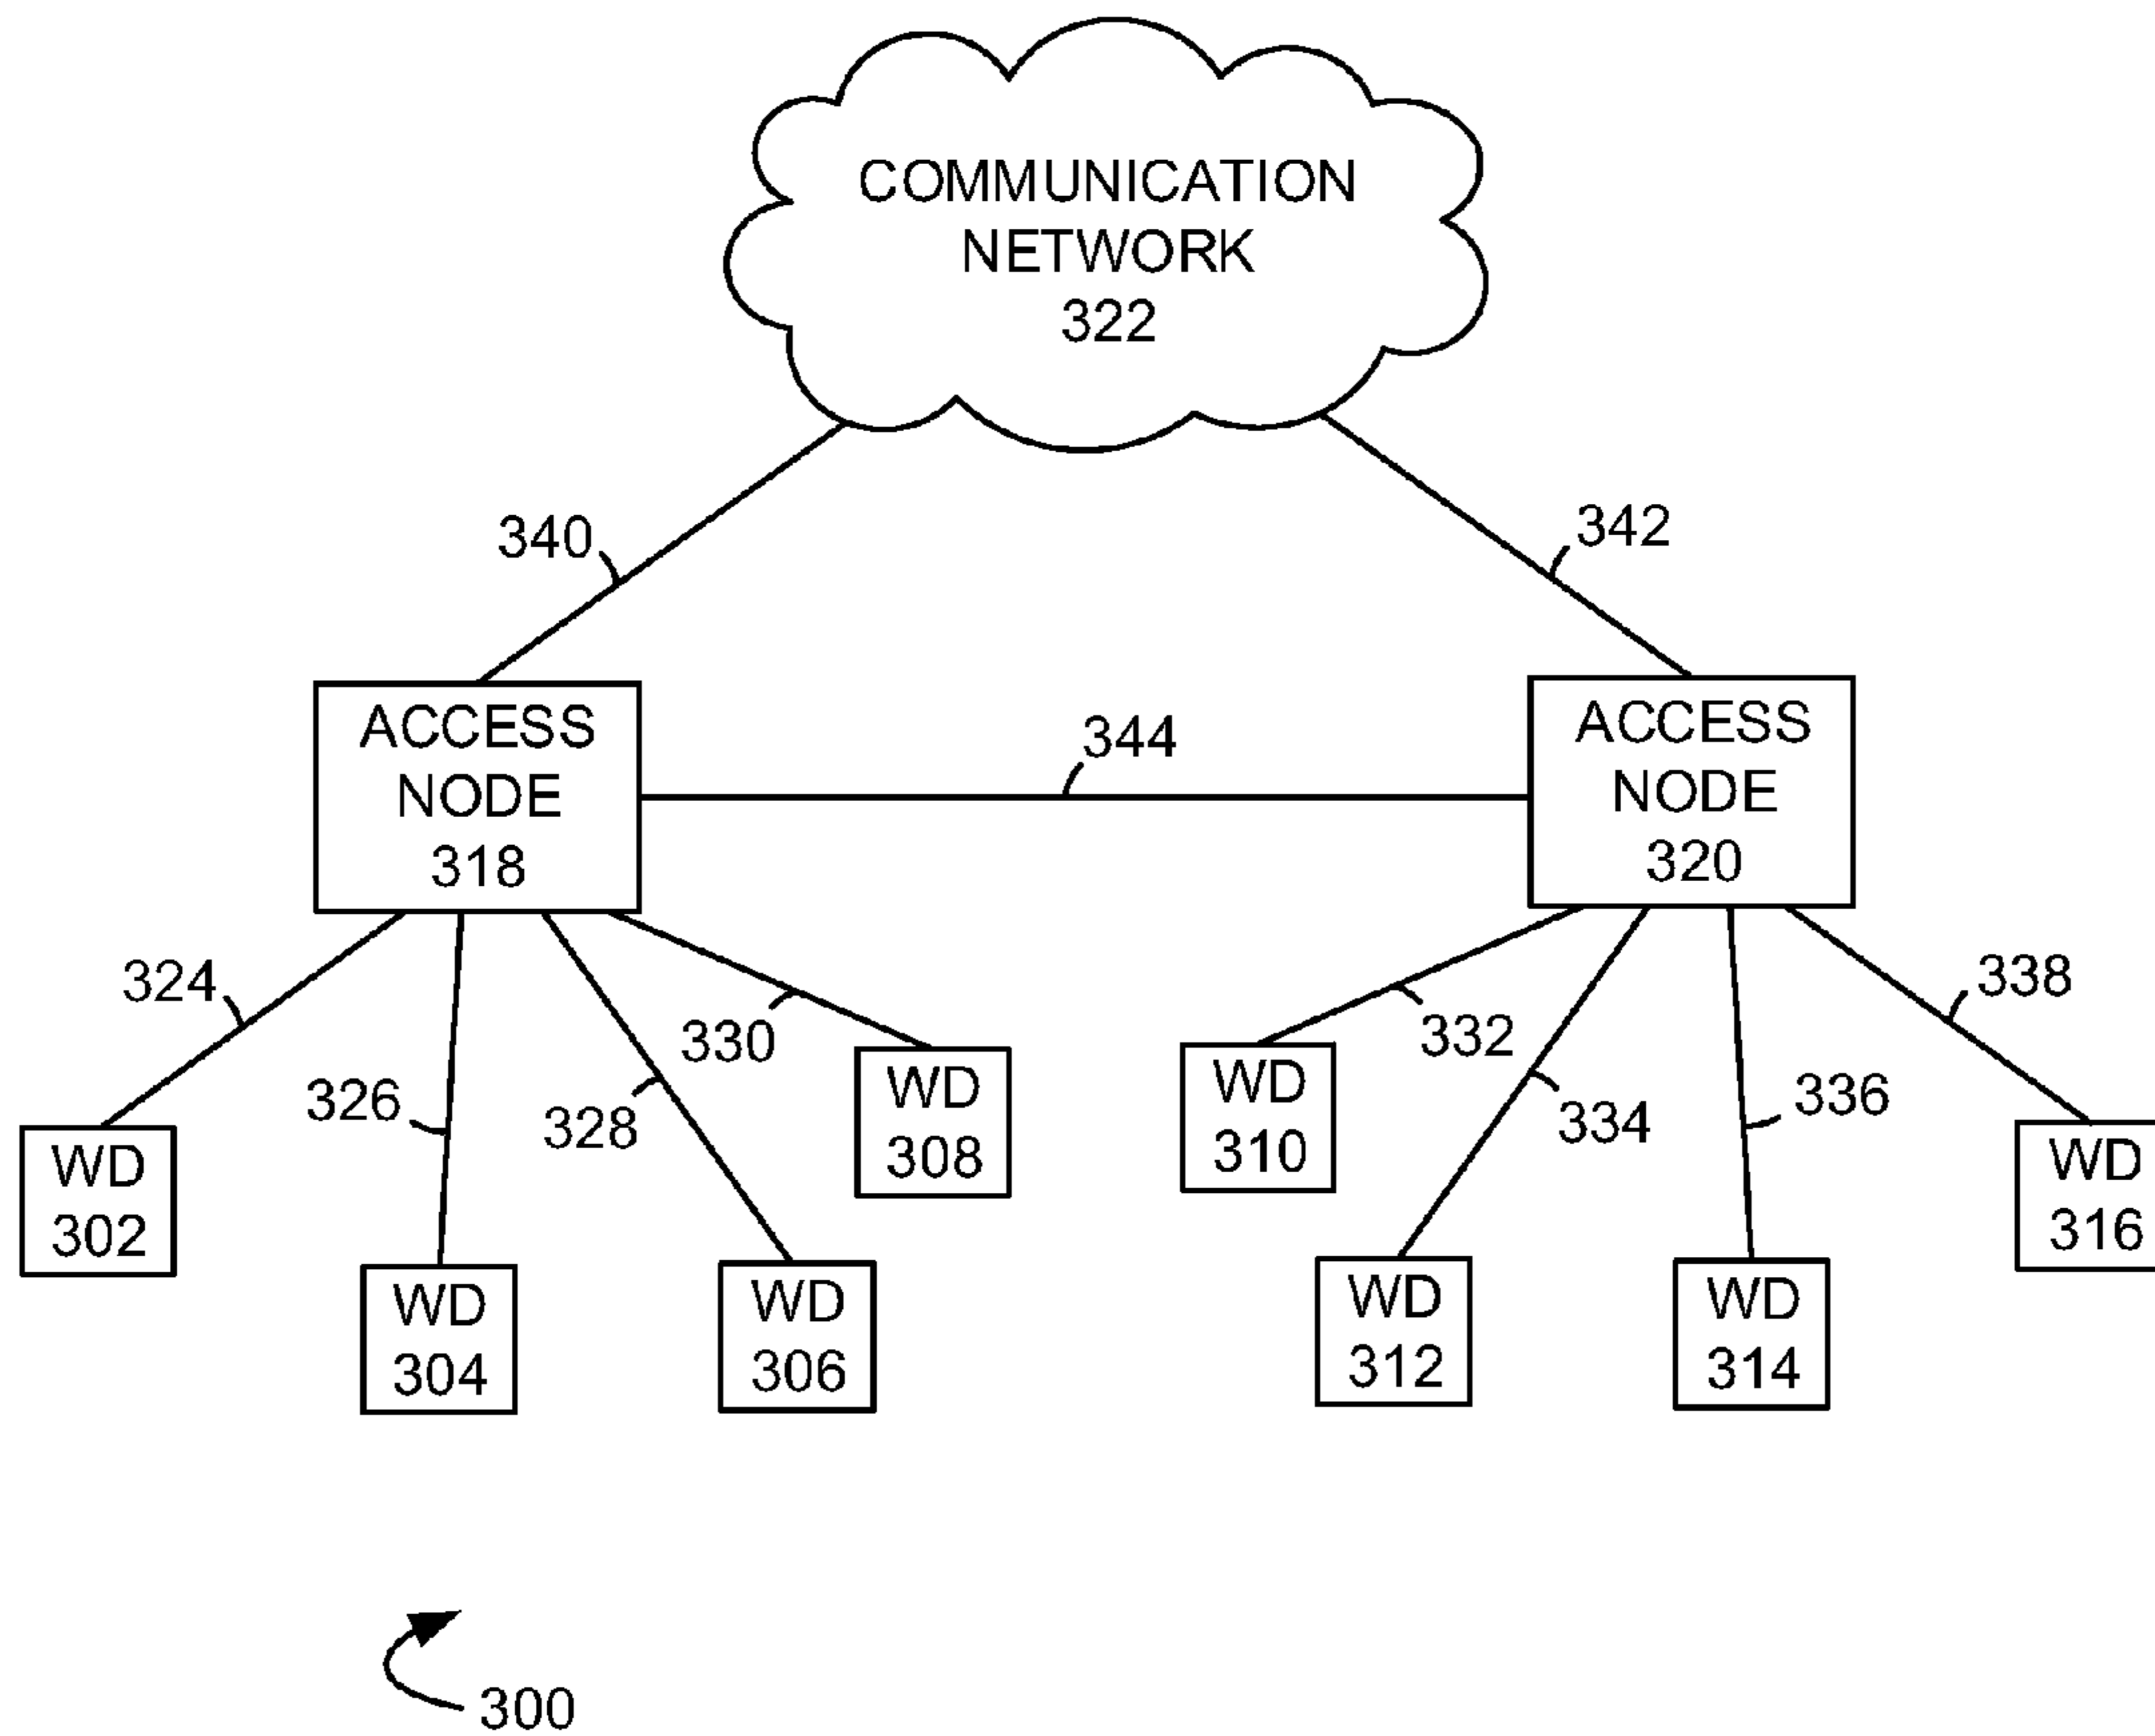 COMMUNICATION
NETWORK
322
340
342
ACCESS
NODE
318
344
ACCESS
NODE
320
324
330
332
338
326
328
334
336
WD
302
WD
304
WD
306
WD
308
WD
310
WD
312
WD
314
WD
316
300